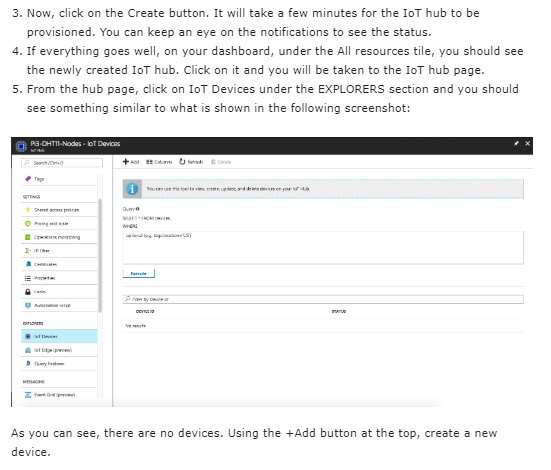 3. Now, click on the Create button. It will take a few minutes for the IoT hub to be
provisioned. You can keep an eye on the notifications to see the status.
4. If everything goes well, on your dashboard, under the All resources tile, you should see
the newly created IoT hub. Click on it and you will be taken to the IoT hub page.
5. From the hub page, click on IoT Devices under the EXPLORERS section and you should
see something similar to what is shown in the following screenshot:
Pi3-DHT11-Nodes - IoT Devices
IoT Hub
Search (Ctrl+/)
Add Columns Refresh Delete
Tags
You can use this tool to view, create, update, and delete devices on your IoT Hub
SETTINGS
Shared access policies
Pricing and scale
Operations monitoring
IP Filter
Certificates
Properties
Locks
Automation script
Query
SELECT * FROM devices
WHERE
optional (e.g. tags.location='US')
Execute
Filter by Device Id
DEVICE ID STATUS
No results
EXPLORERS
IoT Devices
IoT Edge (preview)
Query Explorer
MESSAGING
Event Grid (preview)
As you can see, there are no devices. Using the +Add button at the top, create a new
device.